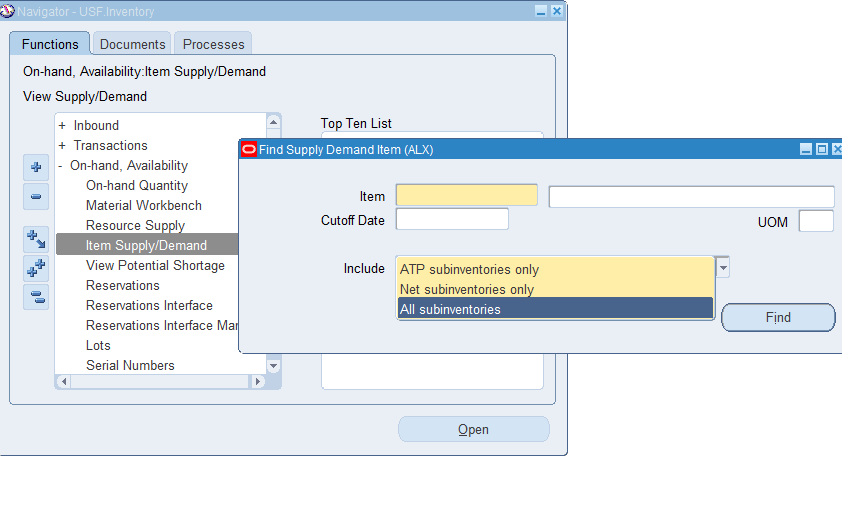 Navigator - USF.Inventory
Functions
Documents
Processes
On-hand, Availability:Item Supply/Demand
View Supply/Demand
+ Inbound
+ Transactions
- On-hand, Availability
On-hand Quantity
Material Workbench
Resource Supply
Item Supply/Demand
View Potential Shortage
Reservations
Reservations Interface
Reservations Interface Mar
Lots
Serial Numbers
Top Ten List
Find Supply Demand Item (ALX)
Item
Cutoff Date
UOM
Include
ATP subinventories only
Net subinventories only
All subinventories
Find
Open